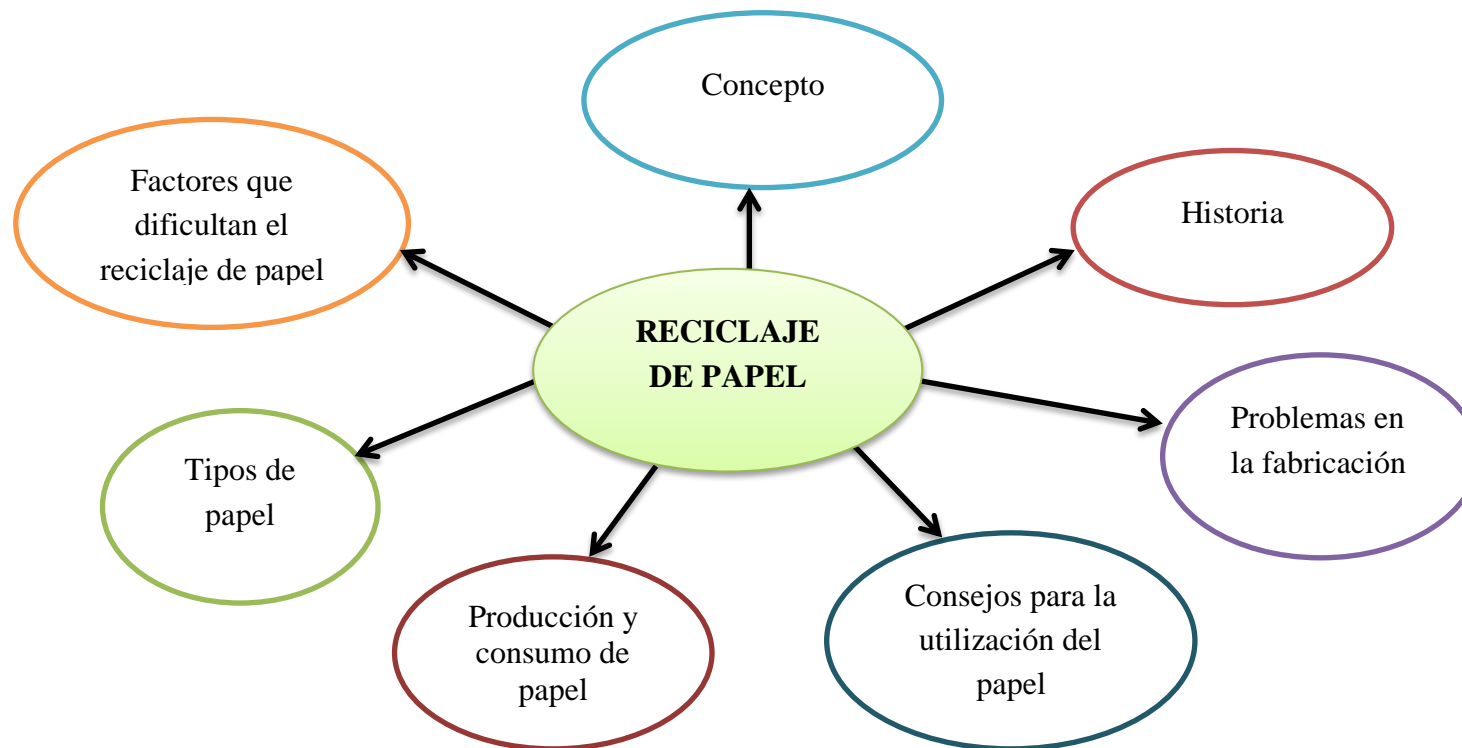 Concepto
Factores que
dificultan el
reciclaje de papel
Historia
RECICLAJE
DE PAPEL
Problemas en
la fabricación
Tipos de
papel
Producción y
consumo de
papel
Consejos para la
utilización del
papel